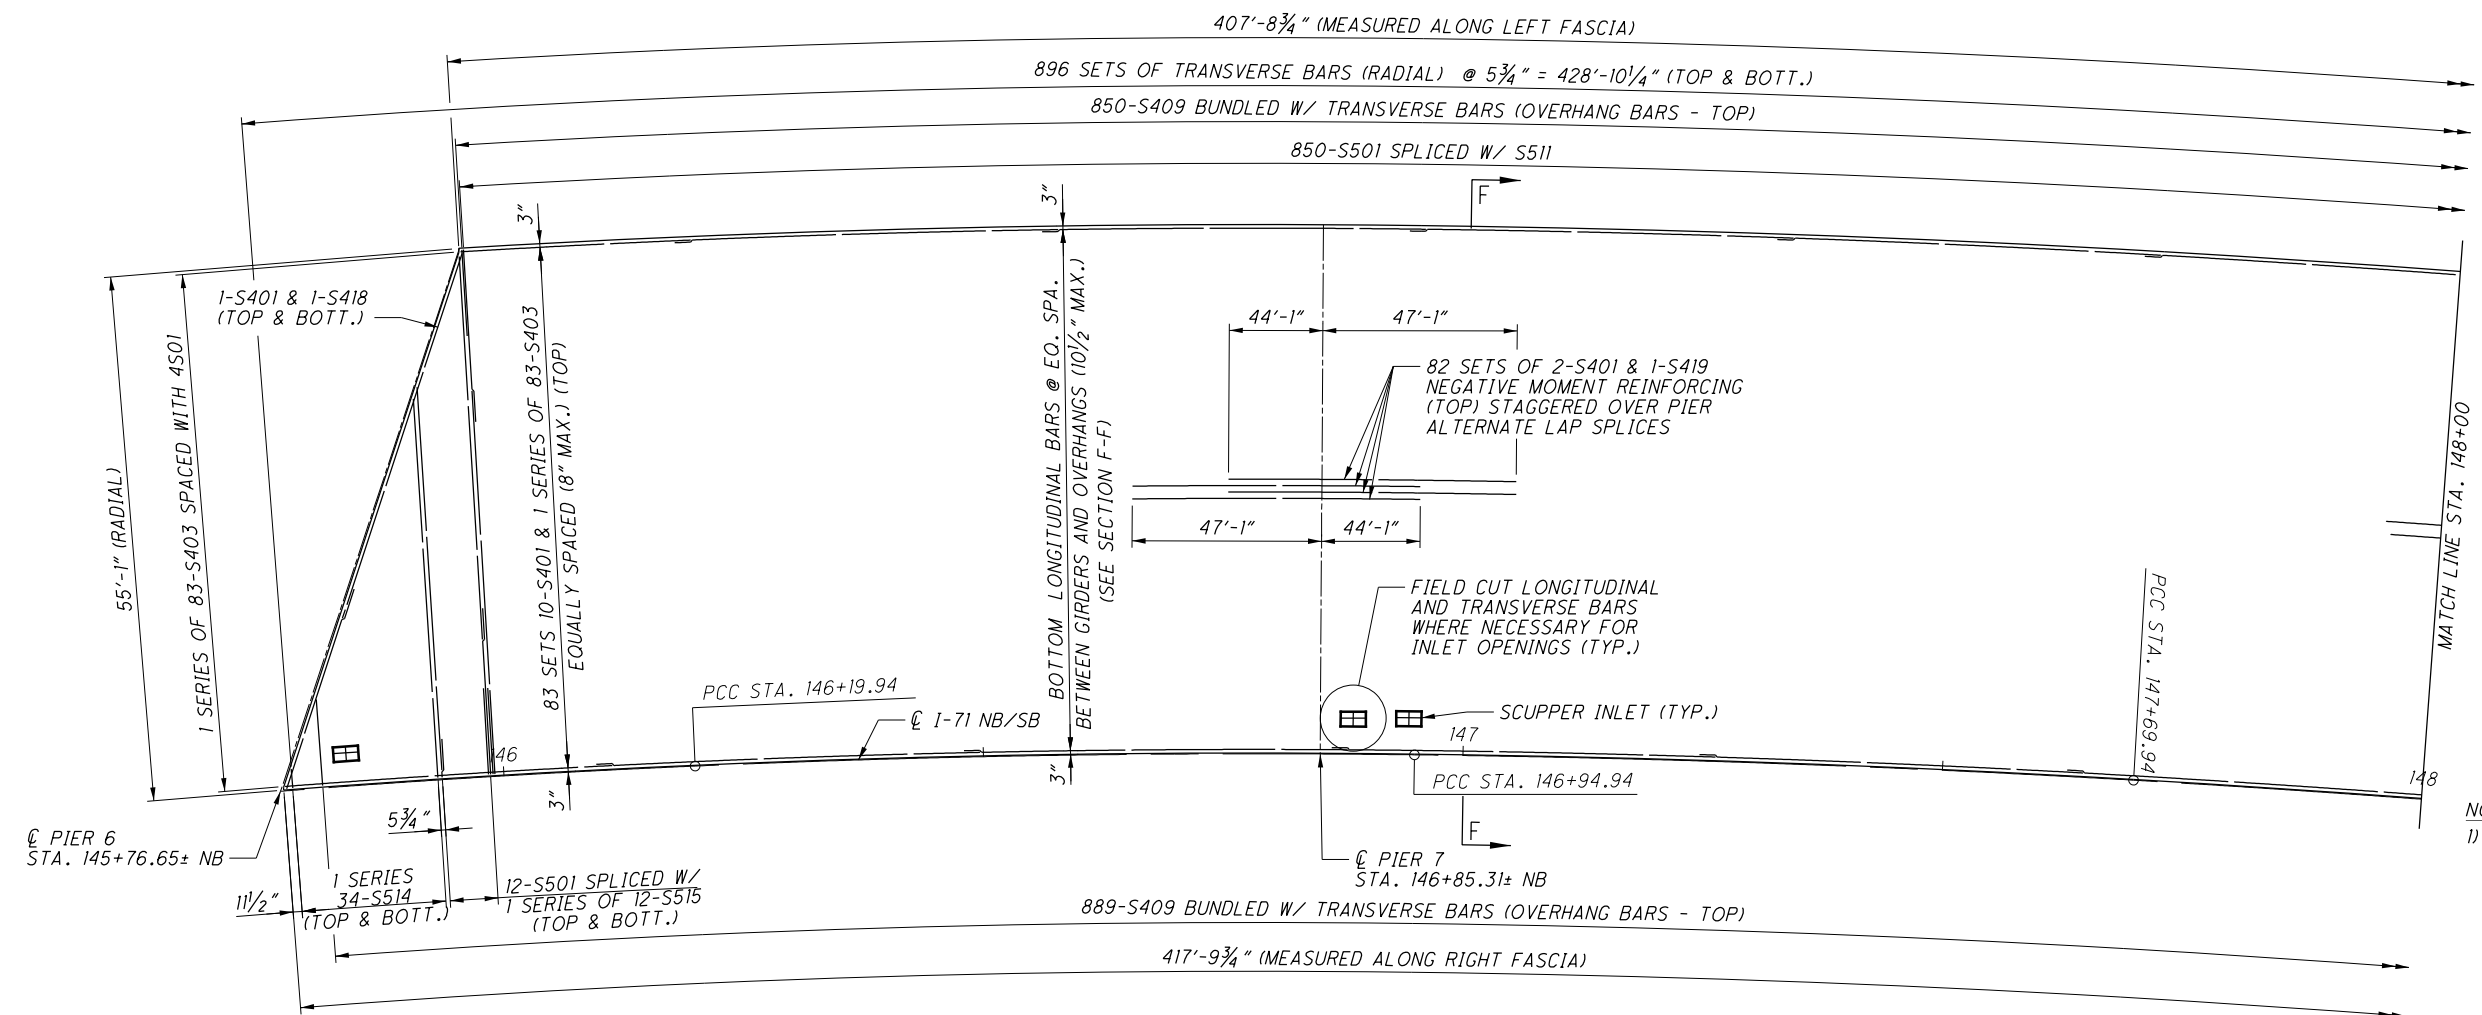 407'-8¾" (MEASURED ALONG LEFT FASCIA)
896 SETS OF TRANSVERSE BARS (RADIAL) @ 5¾" = 428'-10¼" (TOP & BOTT.)
850-S409 BUNDLED W/ TRANSVERSE BARS (OVERHANG BARS - TOP)
850-S501 SPLICED W/ S511
F
3"
3"
1-S401 & 1-S418
(TOP & BOTT.)
55'-1" (RADIAL)
1 SERIES OF 83-S403 SPACED WITH 4S01
83 SETS 10-S401 & 1 SERIES OF 83-S403
EQUALLY SPACED (8" MAX.) (TOP)
BOTTOM LONGITUDINAL BARS @ EQ. SPA.
BETWEEN GIRDERS AND OVERHANGS (10½" MAX.)
(SEE SECTION F-F)
44'-1"
47'-1"
82 SETS OF 2-S401 & 1-S419
NEGATIVE MOMENT REINFORCING
(TOP) STAGGERED OVER PIER
ALTERNATE LAP SPLICES
47'-1"
44'-1"
FIELD CUT LONGITUDINAL
AND TRANSVERSE BARS
WHERE NECESSARY FOR
INLET OPENINGS (TYP.)
SCUPPER INLET (TYP.)
MATCH LINE STA. 148+00
PCC STA. 147+69.94
PCC STA. 146+19.94
℄ I-71 NB/SB
146
147
148
PCC STA. 146+94.94
3"
3"
5¾"
℄ PIER 6
STA. 145+76.65± NB
11½"
1 SERIES
34-S514
(TOP & BOTT.)
12-S501 SPLICED W/
1 SERIES OF 12-S515
(TOP & BOTT.)
F
℄ PIER 7
STA. 146+85.31± NB
889-S409 BUNDLED W/ TRANSVERSE BARS (OVERHANG BARS - TOP)
417'-9¾" (MEASURED ALONG RIGHT FASCIA)
1)